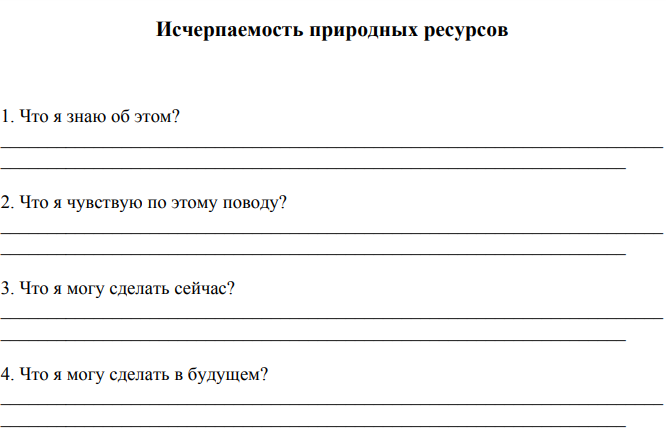 Исчерпаемость природных ресурсов
1. Что я знаю об этом?
2. Что я чувствую по этому поводу?
3. Что я могу сделать сейчас?
4. Что я могу сделать в будущем?